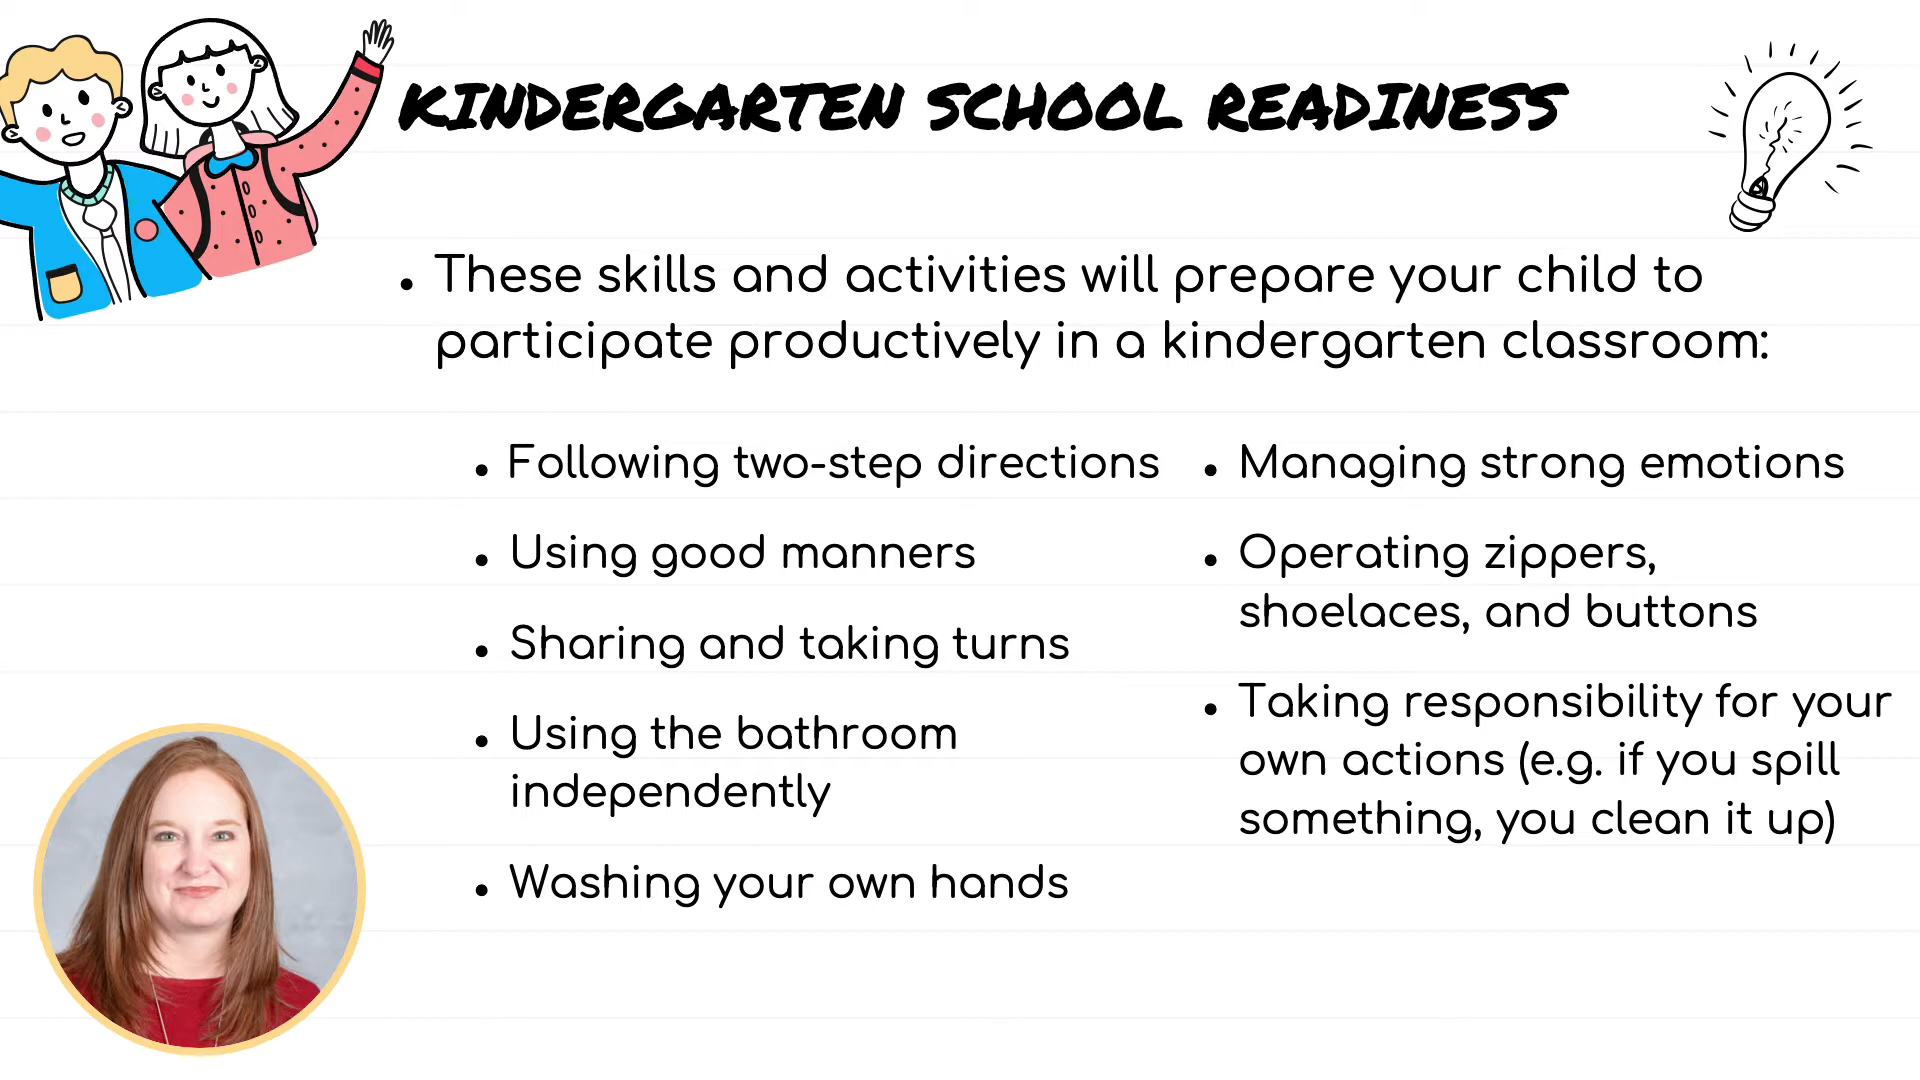 KINDERGARTEN SCHOOL READINESS
• These skills and activities will prepare your child to
participate productively in a kindergarten classroom:
• Following two-step directions
• Using good manners
• Sharing and taking turns
• Using the bathroom
independently
• Washing your own hands
• Managing strong emotions
• Operating zippers,
shoelaces, and buttons
• Taking responsibility for your
own actions (e.g. if you spill
something, you clean it up)